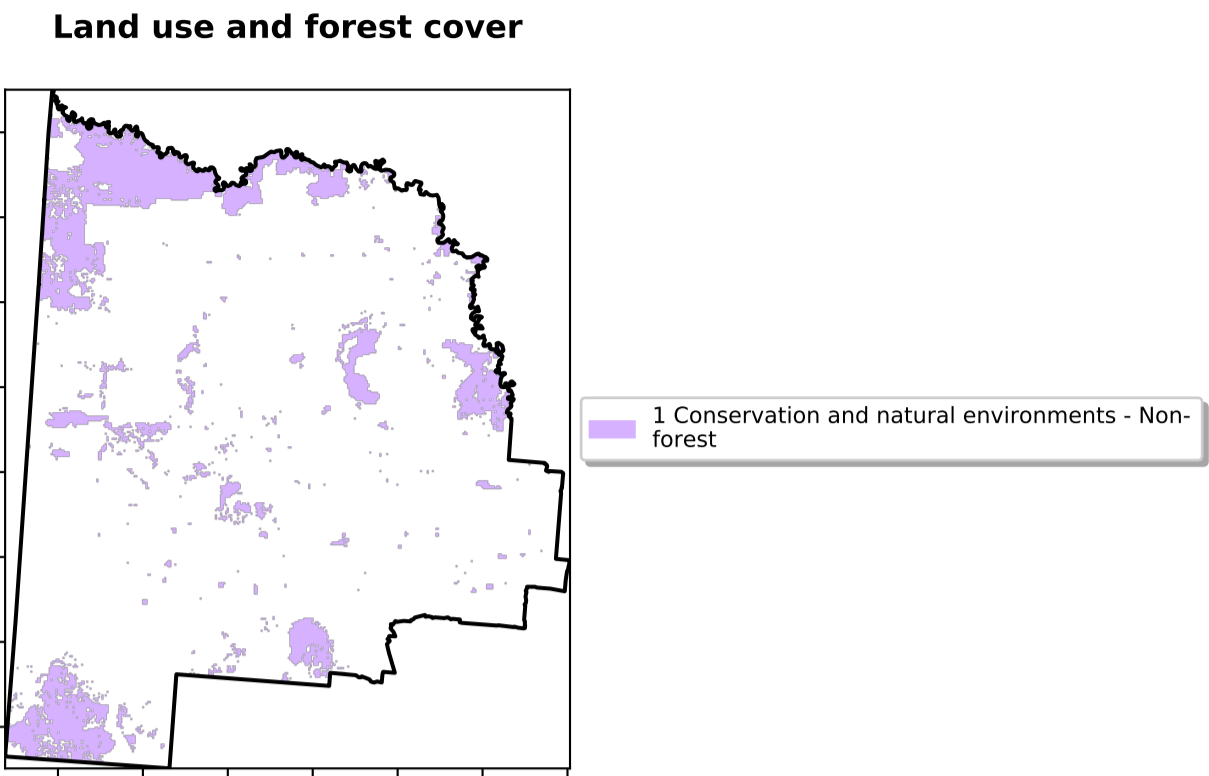 Land use and forest cover
1 Conservation and natural environments - Non-
forest